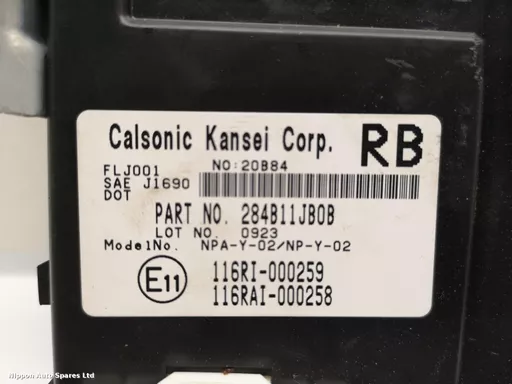 Calsonic Kansei Corp.
RB
FLJ001
NO:20B84
SAE J1690
DOT
PART NO. 284B11JB0B
LOT NO. 0923
ModelNo. NPA-Y-02/NP-Y-02
E11
116RI-000259
116RAI-000258
Nippon Auto Spares Ltd